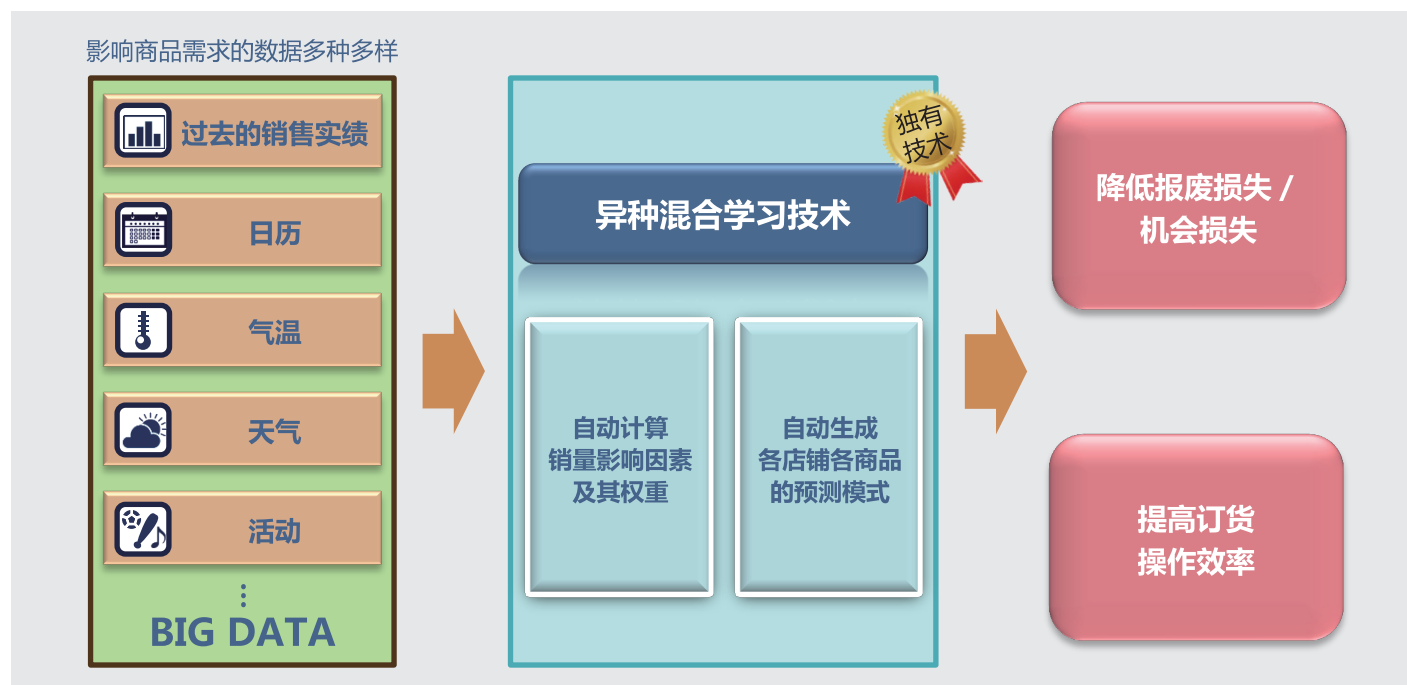 影响商品需求的数据多种多样
过去的销售实绩
日历
气温
天气
活动
BIG DATA
独有
技术
异种混合学习技术
自动计算
销量影响因素
及其权重
自动生成
各店铺各商品
的预测模式
降低报废损失 /
机会损失
提高订货
操作效率